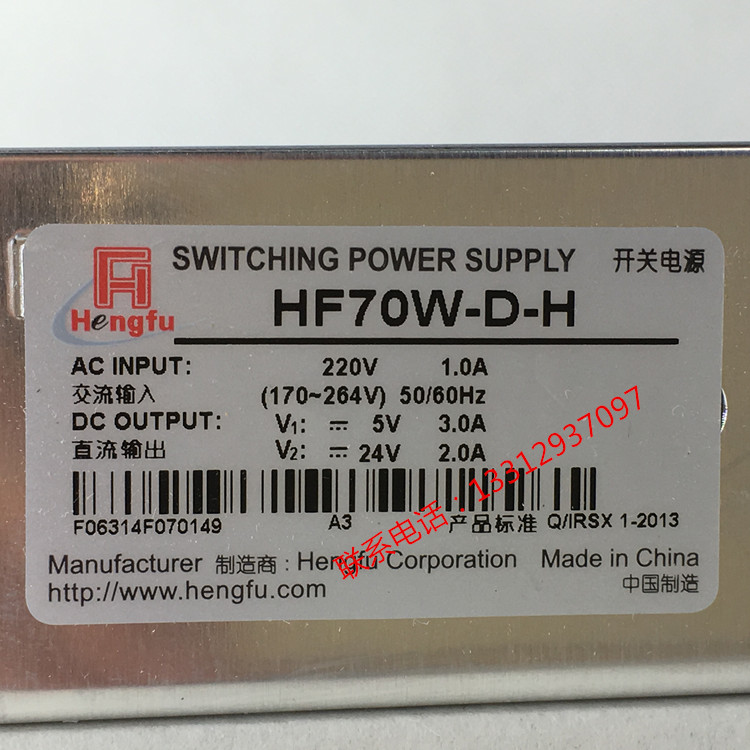 SWITCHING POWER SUPPLY 开关电源
Hengfu
HF70W-D-H
AC INPUT: 220V 1.0A
交流输入 (170~264V) 50/60Hz
DC OUTPUT: V₁: ⎓ 5V 3.0A
直流输出 V₂: ⎓ 24V 2.0A
F06314F070149 A3 产品标准 Q/IRSX 1-2013
Manufacturer 制造商 : Hengfu Corporation Made in China
http://www.hengfu.com 中国制造
联系电话：13312937097